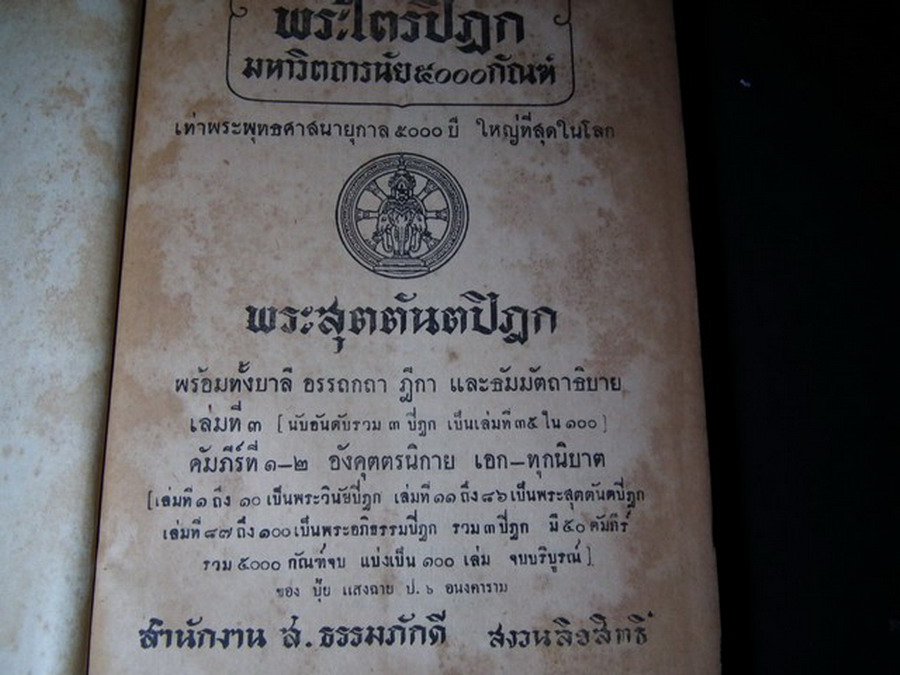 พระไตรปิฎก
มหาวิตถารนัย๕๐๐๐กัณฑ์
เท่าพระพุทธศาสนายุกาล ๕๐๐๐ ปี ใหญ่ที่สุดในโลก
พระสุตตันตปิฎก
พร้อมทั้งบาลี อรรถกถา ฎีกา และธัมมัตถาธิบาย
เล่มที่ ๓ [ นับอันดับรวม ๓ ปิฎก เป็นเล่มที่ ๓๕ ใน ๑๐๐ ]
คัมภีร์ที่ ๑-๒ อังคุตตรนิกาย เอก-ทุกนิบาต
[เล่มที่ ๑ ถึง ๑๐ เป็นพระวินัยปิฎก เล่มที่ ๑๑ ถึง ๘๖ เป็นพระสุตตันตปิฎก
เล่มที่ ๘๗ ถึง ๑๐๐ เป็นพระอภิธรรมปิฎก รวม ๓ ปิฎก มี ๕๐ คัมภีร์
รวม ๕๐๐๐ กัณฑ์จบ แบ่งเป็น ๑๐๐ เล่ม จบบริบูรณ์]
ของ ปุ้ย แสงฉาย ป. ๖ อนงคาราม
สำนักงาน ส. ธรรมภักดี สงวนลิขสิทธิ์